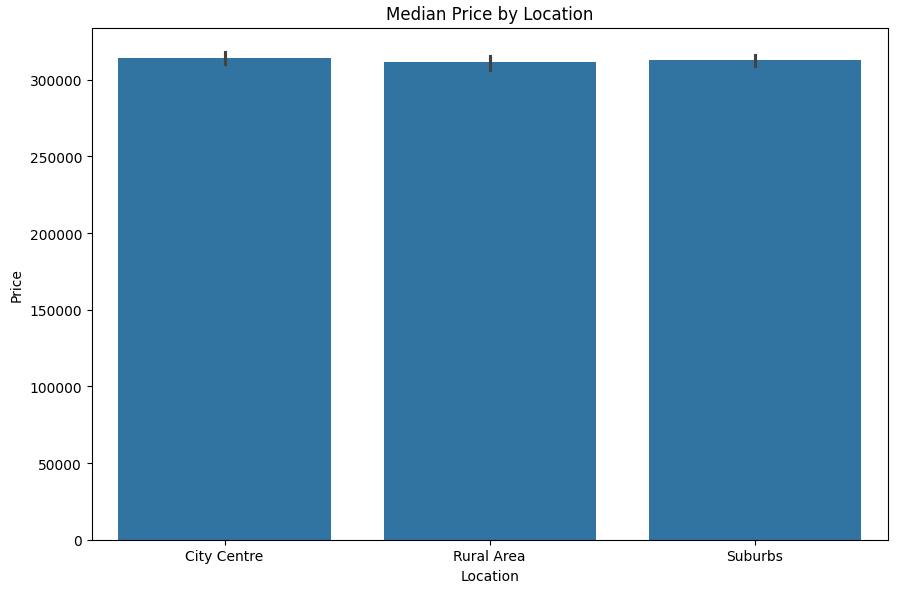 Median Price by Location
Price
300000
250000
200000
150000
100000
50000
0
City Centre Rural Area Suburbs
Location